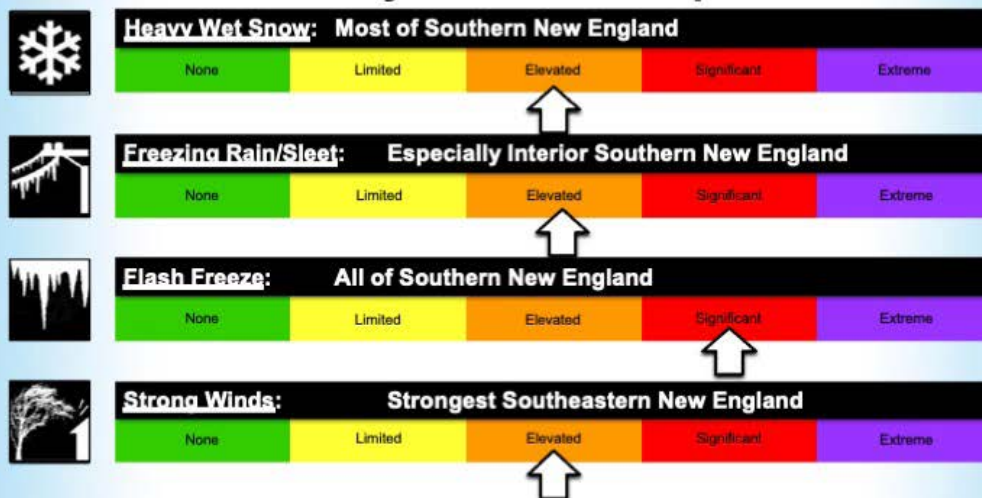 Heavy Wet Snow: Most of Southern New England
None Limited Elevated Significant Extreme
Freezing Rain/Sleet: Especially Interior Southern New England
None Limited Elevated Significant Extreme
Flash Freeze: All of Southern New England
None Limited Elevated Significant Extreme
Strong Winds: Strongest Southeastern New England
None Limited Elevated Significant Extreme